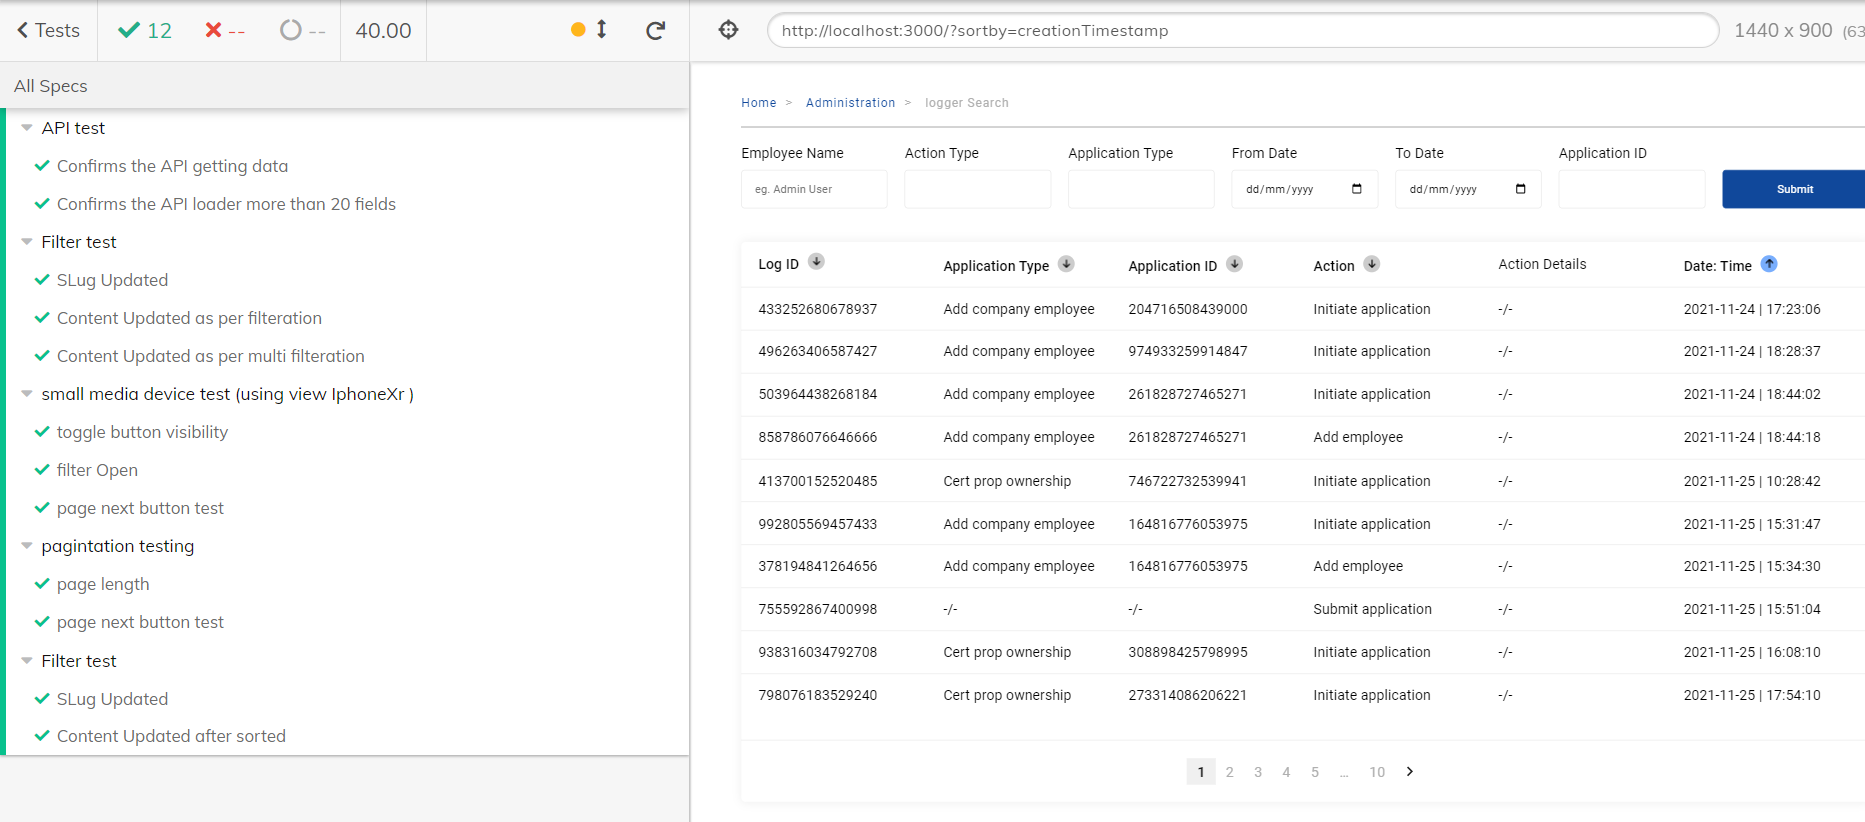 Tests 12 -- -- 40.00
http://localhost:3000/?sortby=creationTimestamp 1440 x 900 (63
All Specs
API test
Confirms the API getting data
Confirms the API loader more than 20 fields
Filter test
SLug Updated
Content Updated as per filteration
Content Updated as per multi filteration
small media device test (using view IphoneXr )
toggle button visibility
filter Open
page next button test
pagintation testing
page length
page next button test
Filter test
SLug Updated
Content Updated after sorted
Home > Administration > logger Search
Employee Name Action Type Application Type From Date To Date Application ID
eg. Admin User dd/mm/yyyy dd/mm/yyyy Submit
Log ID Application Type Application ID Action Action Details Date: Time
433252680678937 Add company employee 204716508439000 Initiate application -/- 2021-11-24 | 17:23:06
496263406587427 Add company employee 974933259914847 Initiate application -/- 2021-11-24 | 18:28:37
503964438268184 Add company employee 261828727465271 Initiate application -/- 2021-11-24 | 18:44:02
858786076646666 Add company employee 261828727465271 Add employee -/- 2021-11-24 | 18:44:18
413700152520485 Cert prop ownership 746722732539941 Initiate application -/- 2021-11-25 | 10:28:42
992805569457433 Add company employee 164816776053975 Initiate application -/- 2021-11-25 | 15:31:47
378194841264656 Add company employee 164816776053975 Add employee -/- 2021-11-25 | 15:34:30
755592867400998 -/- -/- Submit application -/- 2021-11-25 | 15:51:04
938316034792708 Cert prop ownership 308898425798995 Initiate application -/- 2021-11-25 | 16:08:10
798076183529240 Cert prop ownership 273314086206221 Initiate application -/- 2021-11-25 | 17:54:10
1 2 3 4 5 ... 10